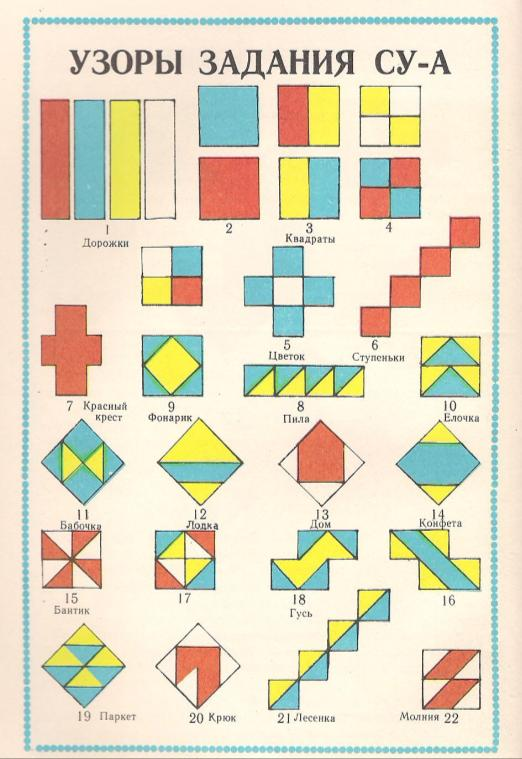 УЗОРЫ ЗАДАНИЯ СУ-А
1
Дорожки
2
3
Квадраты
4
5
Цветок
6
Ступеньки
7 Красный
крест
9
Фонарик
8
Пила
10
Елочка
11
Бабочка
12
Лодка
13
Дом
14
Конфета
15
Бантик
17
18
Гусь
16
19 Паркет
20 Крюк
21 Лесенка
Молния 22